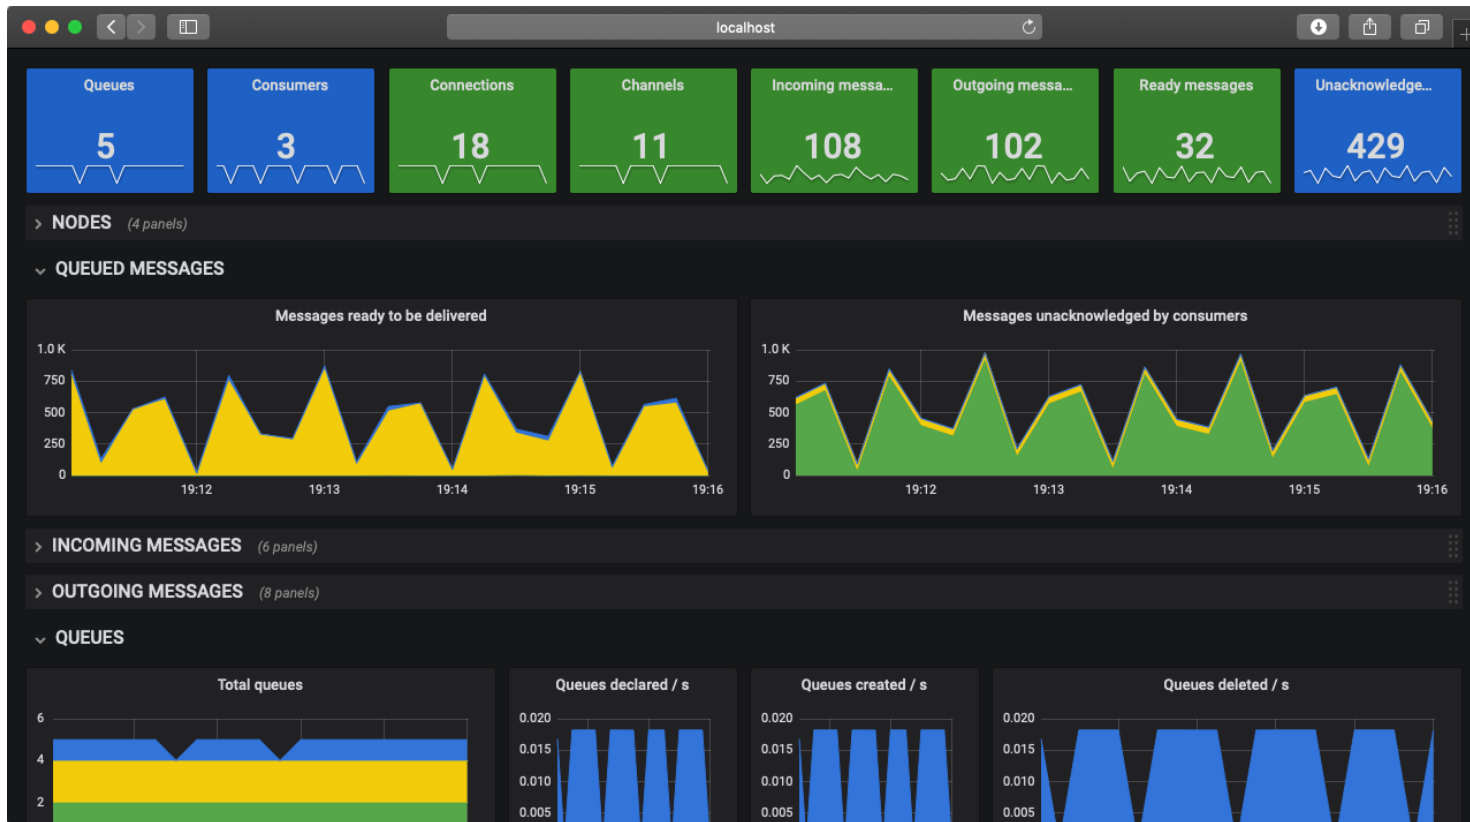 localhost
Queues
5
Consumers
3
Connections
18
Channels
11
Incoming messa...
108
Outgoing messa...
102
Ready messages
32
Unacknowledge...
429
NODES (4 panels)
QUEUED MESSAGES
Messages ready to be delivered
1.0 K
750
500
250
0
19:12 19:13 19:14 19:15 19:16
Messages unacknowledged by consumers
1.0 K
750
500
250
0
19:12 19:13 19:14 19:15 19:16
INCOMING MESSAGES (6 panels)
OUTGOING MESSAGES (8 panels)
QUEUES
Total queues
6
4
2
Queues declared / s
0.020
0.015
0.010
0.005
Queues created / s
0.020
0.015
0.010
0.005
Queues deleted / s
0.020
0.015
0.010
0.005